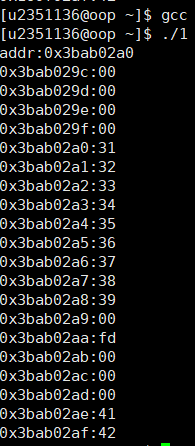 [u2351136@oop ~]$ gcc
[u2351136@oop ~]$ ./1
addr:0x3bab02a0
0x3bab029c:00
0x3bab029d:00
0x3bab029e:00
0x3bab029f:00
0x3bab02a0:31
0x3bab02a1:32
0x3bab02a2:33
0x3bab02a3:34
0x3bab02a4:35
0x3bab02a5:36
0x3bab02a6:37
0x3bab02a7:38
0x3bab02a8:39
0x3bab02a9:00
0x3bab02aa:fd
0x3bab02ab:00
0x3bab02ac:00
0x3bab02ad:00
0x3bab02ae:41
0x3bab02af:42